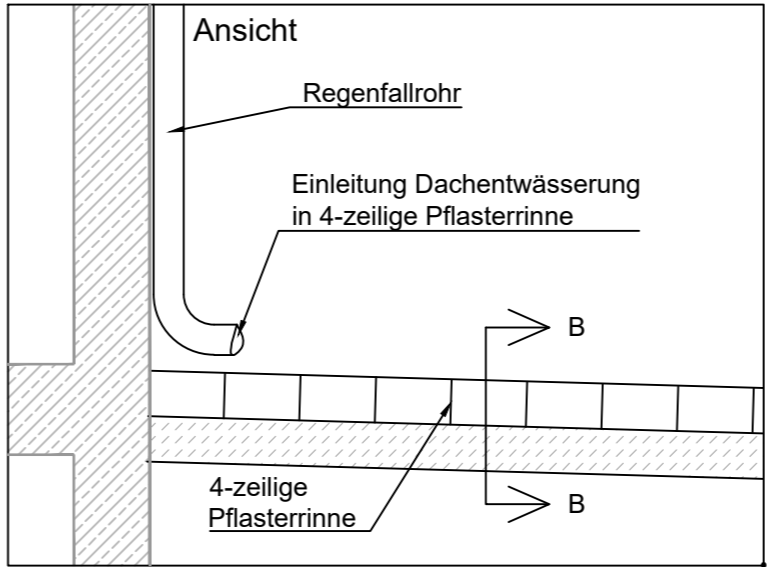 Ansicht
Regenfallrohr
Einleitung Dachentwässerung
in 4-zeilige Pflasterrinne
B
B
4-zeilige
Pflasterrinne